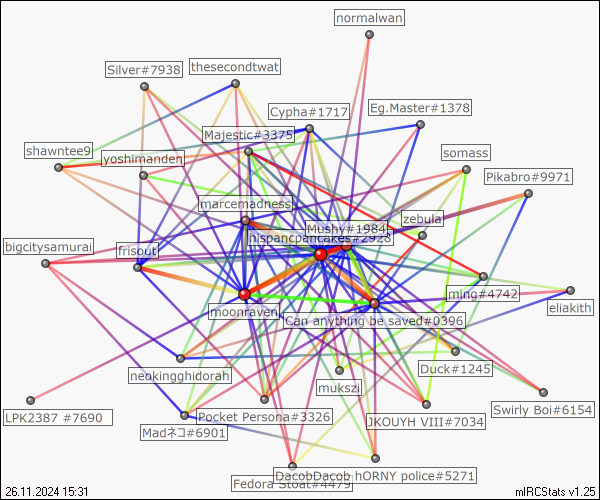 normalwan
Silver#7938
thesecondtwat
Cypha#1717
Eg.Master#1378
Majestic#3375
shawntee9
yoshimanden
somass
Pikabro#9971
marcemadness
zebula
Mushy#1984
hispancpancakes#2928
bigcitysamurai
frisout
ming#4742
eliakith
moonraven
Can anything be saved#0396
neokingghidorah
mukszi
Duck#1245
LPK2387 #7690
Madネコ#6901
Pocket Persona#3326
JKOUYH VIII#7034
Swirly Boi#6154
DacobDacob hORNY police#5271
Fedora Stoat#4479
26.11.2024 15:31
mIRCStats v1.25